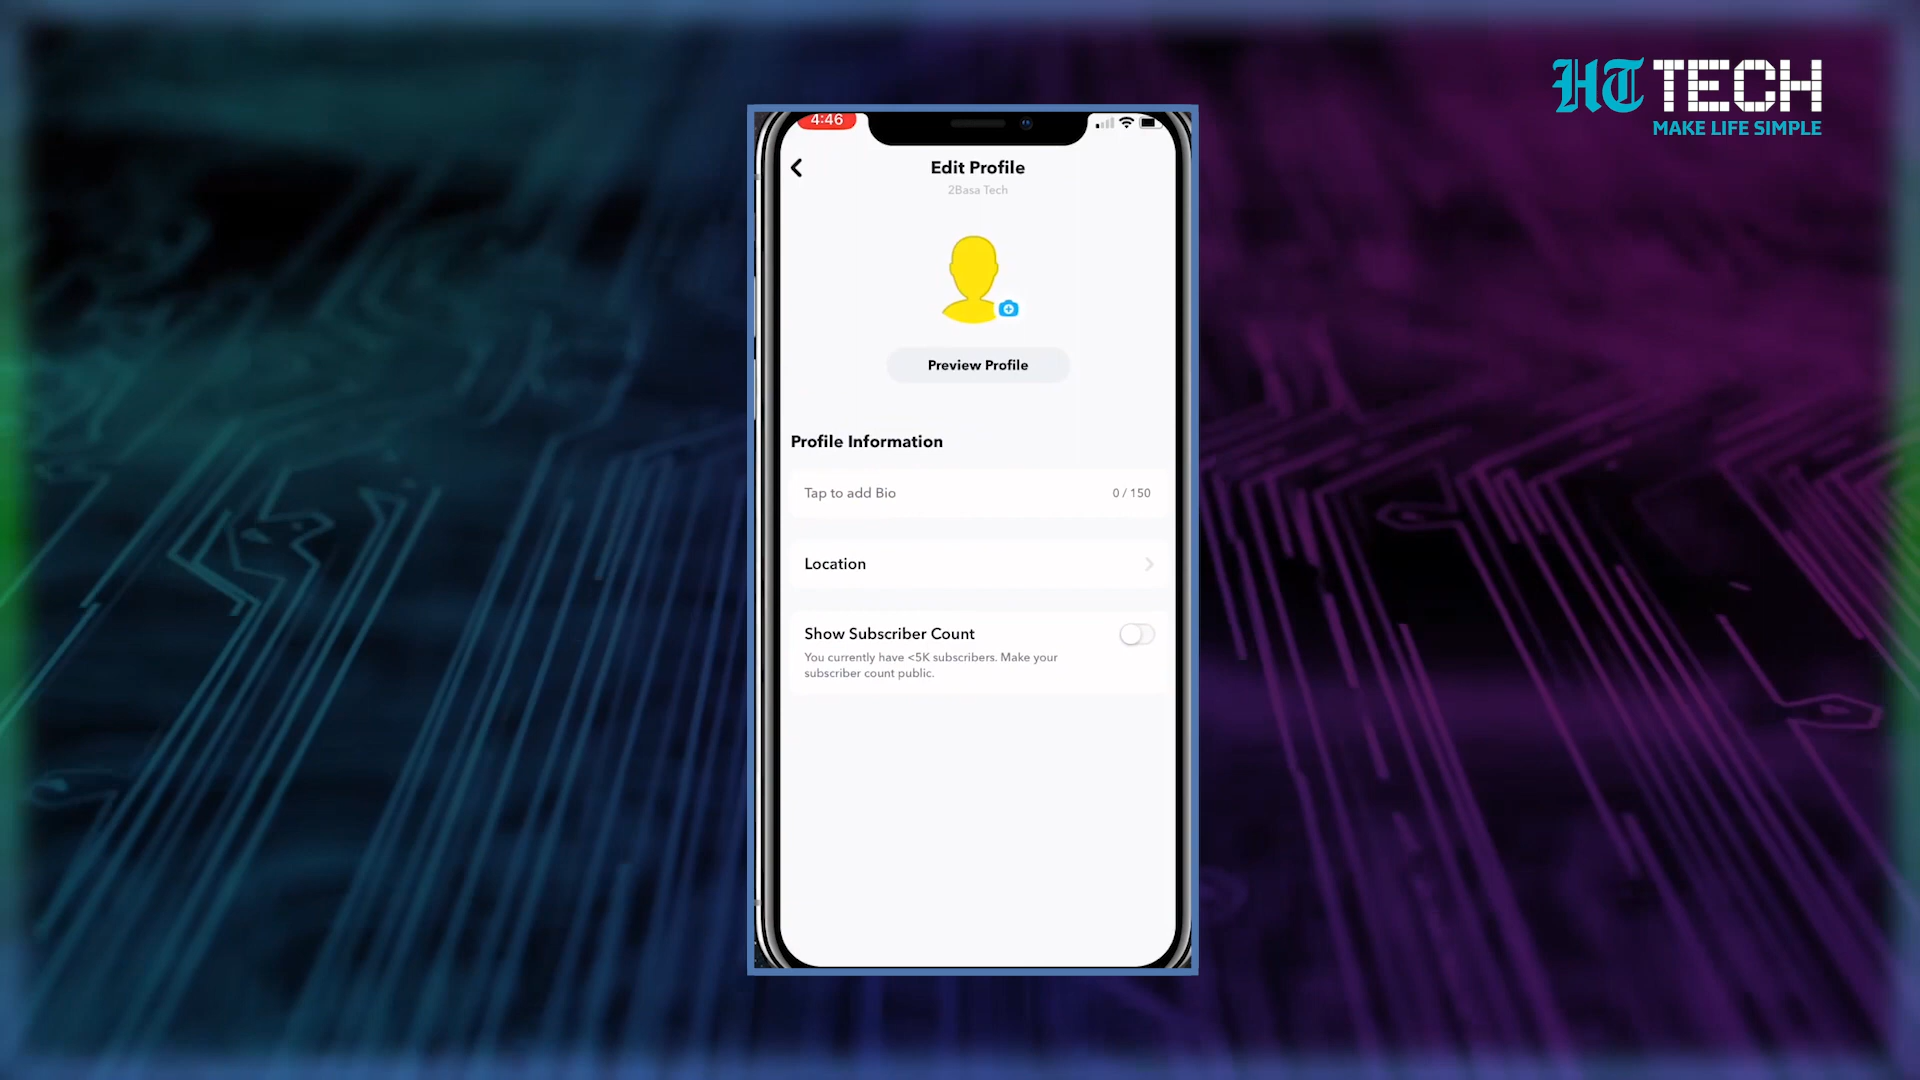 HT TECH
MAKE LIFE SIMPLE
4:46
Edit Profile
2Basa Tech
Preview Profile
Profile Information
Tap to add Bio 0 / 150
Location
Show Subscriber Count
You currently have <5K subscribers. Make your
subscriber count public.